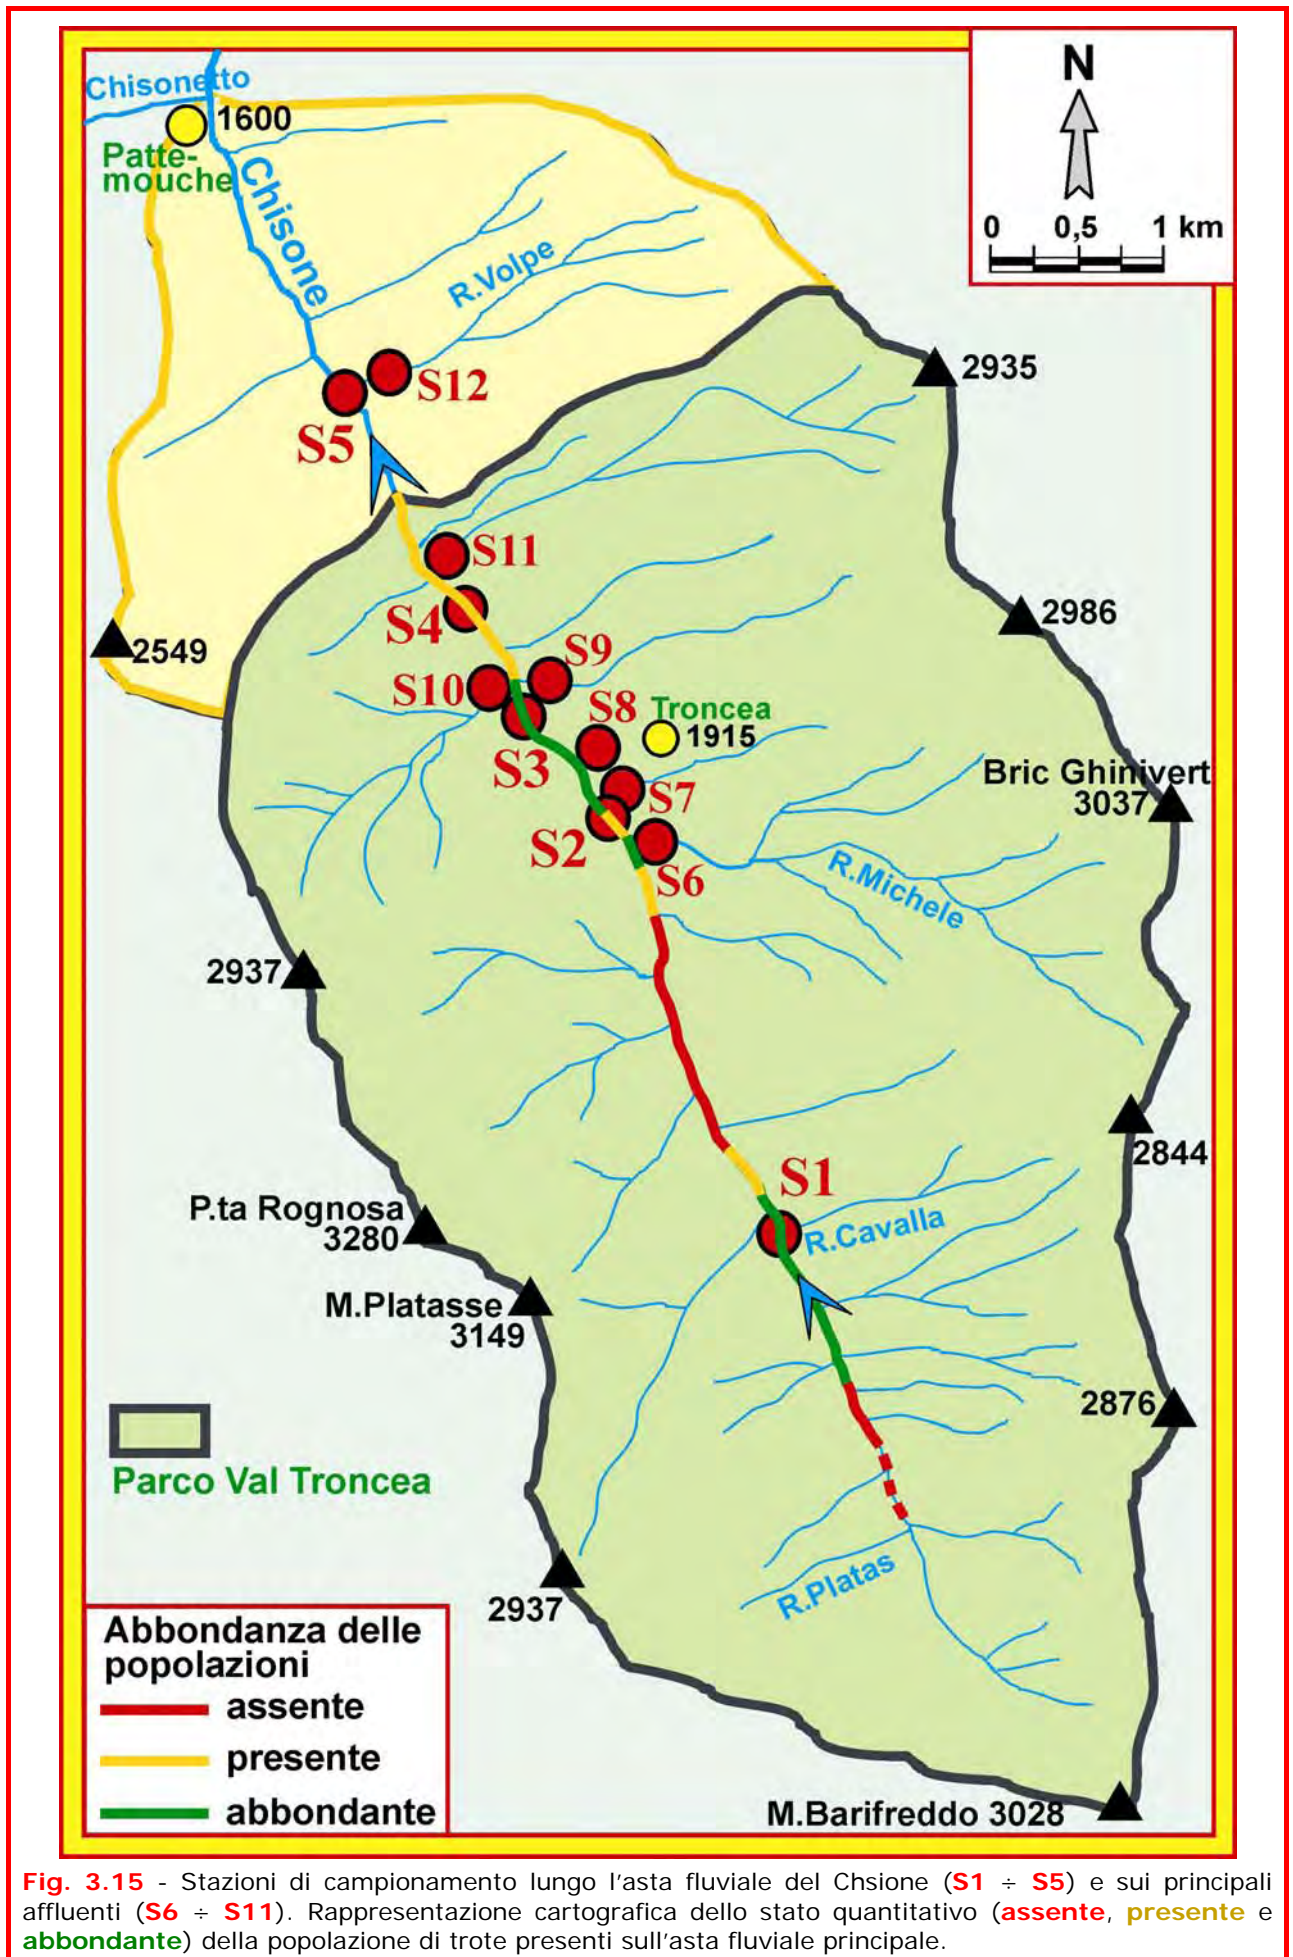 Chisonetto
1600
Patte-
mouche
Chisone
R.Volpe
N
0 0,5 1 km
2935
S12
S5
S11
S4
2986
2549
S9
S10
S8
Troncea
1915
S3
S7
Bric Ghinivert
3037
S2
S6
R.Michele
2937
2844
S1
P.ta Rognosa
3280
R.Cavalla
M.Platasse
3149
2876
Parco Val Troncea
R.Platas
2937
Abbondanza delle
popolazioni
assente
presente
abbondante
M.Barifreddo 3028
Fig. 3.15 - Stazioni di campionamento lungo l'asta fluviale del Chsione (S1 ÷ S5) e sui principali
affluenti (S6 ÷ S11). Rappresentazione cartografica dello stato quantitativo (assente, presente e
abbondante) della popolazione di trote presenti sull'asta fluviale principale.